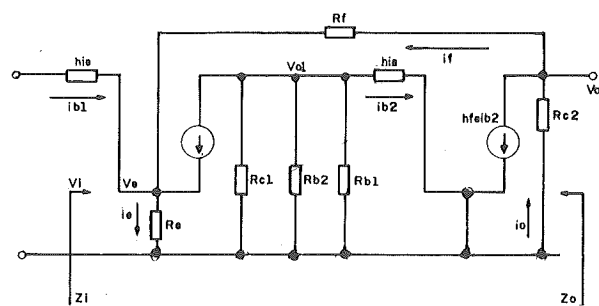 Rf
hie
Vo1
hie
if
Vo
ib1
ib2
hfeib2
Rc2
Vi
Ve
Rc1
Rb2
Rb1
ie
Re
io
Zi
Zo